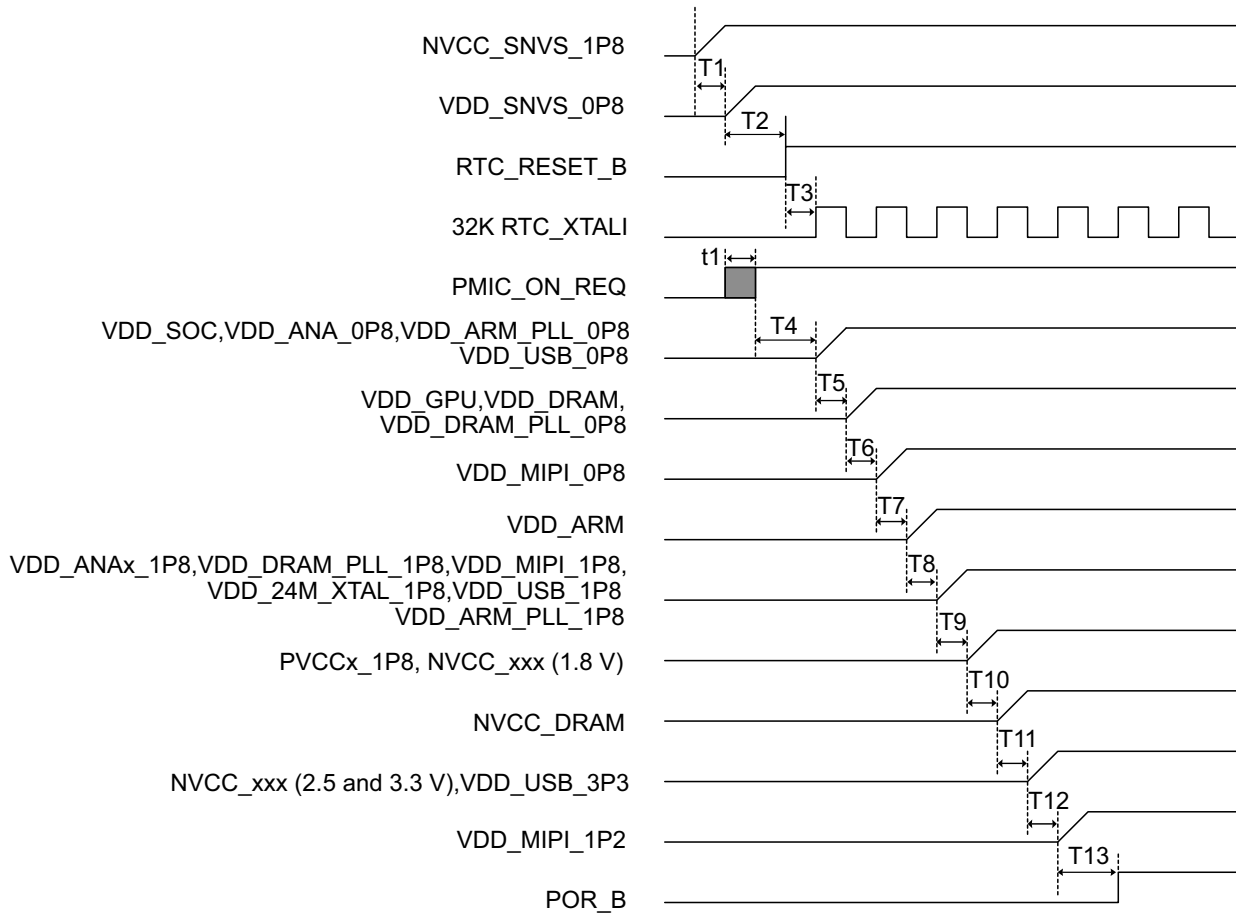 NVCC_SNVS_1P8
T1
VDD_SNVS_0P8
T2
RTC_RESET_B
T3
32K RTC_XTALI
t1
PMIC_ON_REQ
T4
VDD_SOC,VDD_ANA_0P8,VDD_ARM_PLL_0P8
VDD_USB_0P8
T5
VDD_GPU,VDD_DRAM,
VDD_DRAM_PLL_0P8
T6
VDD_MIPI_0P8
T7
VDD_ARM
T8
VDD_ANAx_1P8,VDD_DRAM_PLL_1P8,VDD_MIPI_1P8,
VDD_24M_XTAL_1P8,VDD_USB_1P8
VDD_ARM_PLL_1P8
T9
PVCCx_1P8, NVCC_xxx (1.8 V)
T10
NVCC_DRAM
T11
NVCC_xxx (2.5 and 3.3 V),VDD_USB_3P3
T12
VDD_MIPI_1P2
T13
POR_B